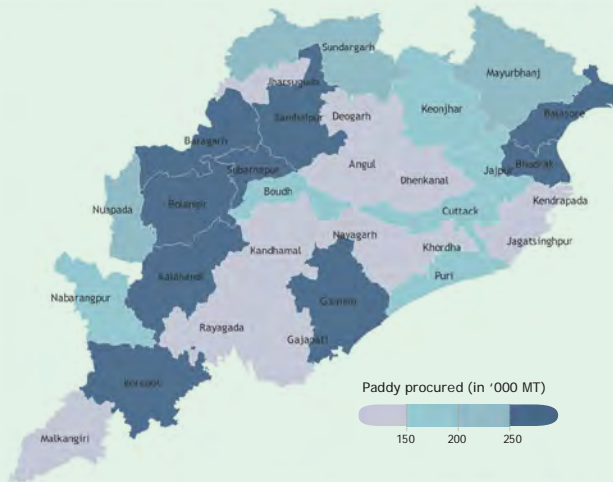 Sundargarh
Mayurbhanj
Jharsuguda
Keonjhar
Sambalpur
Deogarh
Balasore
Baragarh
Bhadrak
Subarnapur
Angul
Jajpur
Dhenkanal
Boudh
Kendrapada
Bolangir
Nuapada
Cuttack
Nayagarh
Kandhamal
Khordha
Jagatsinghpur
Kalahandi
Puri
Nabarangpur
Ganjam
Rayagada
Gajapati
Koraput
Paddy procured (in '000 MT)
150 200 250
Malkangiri